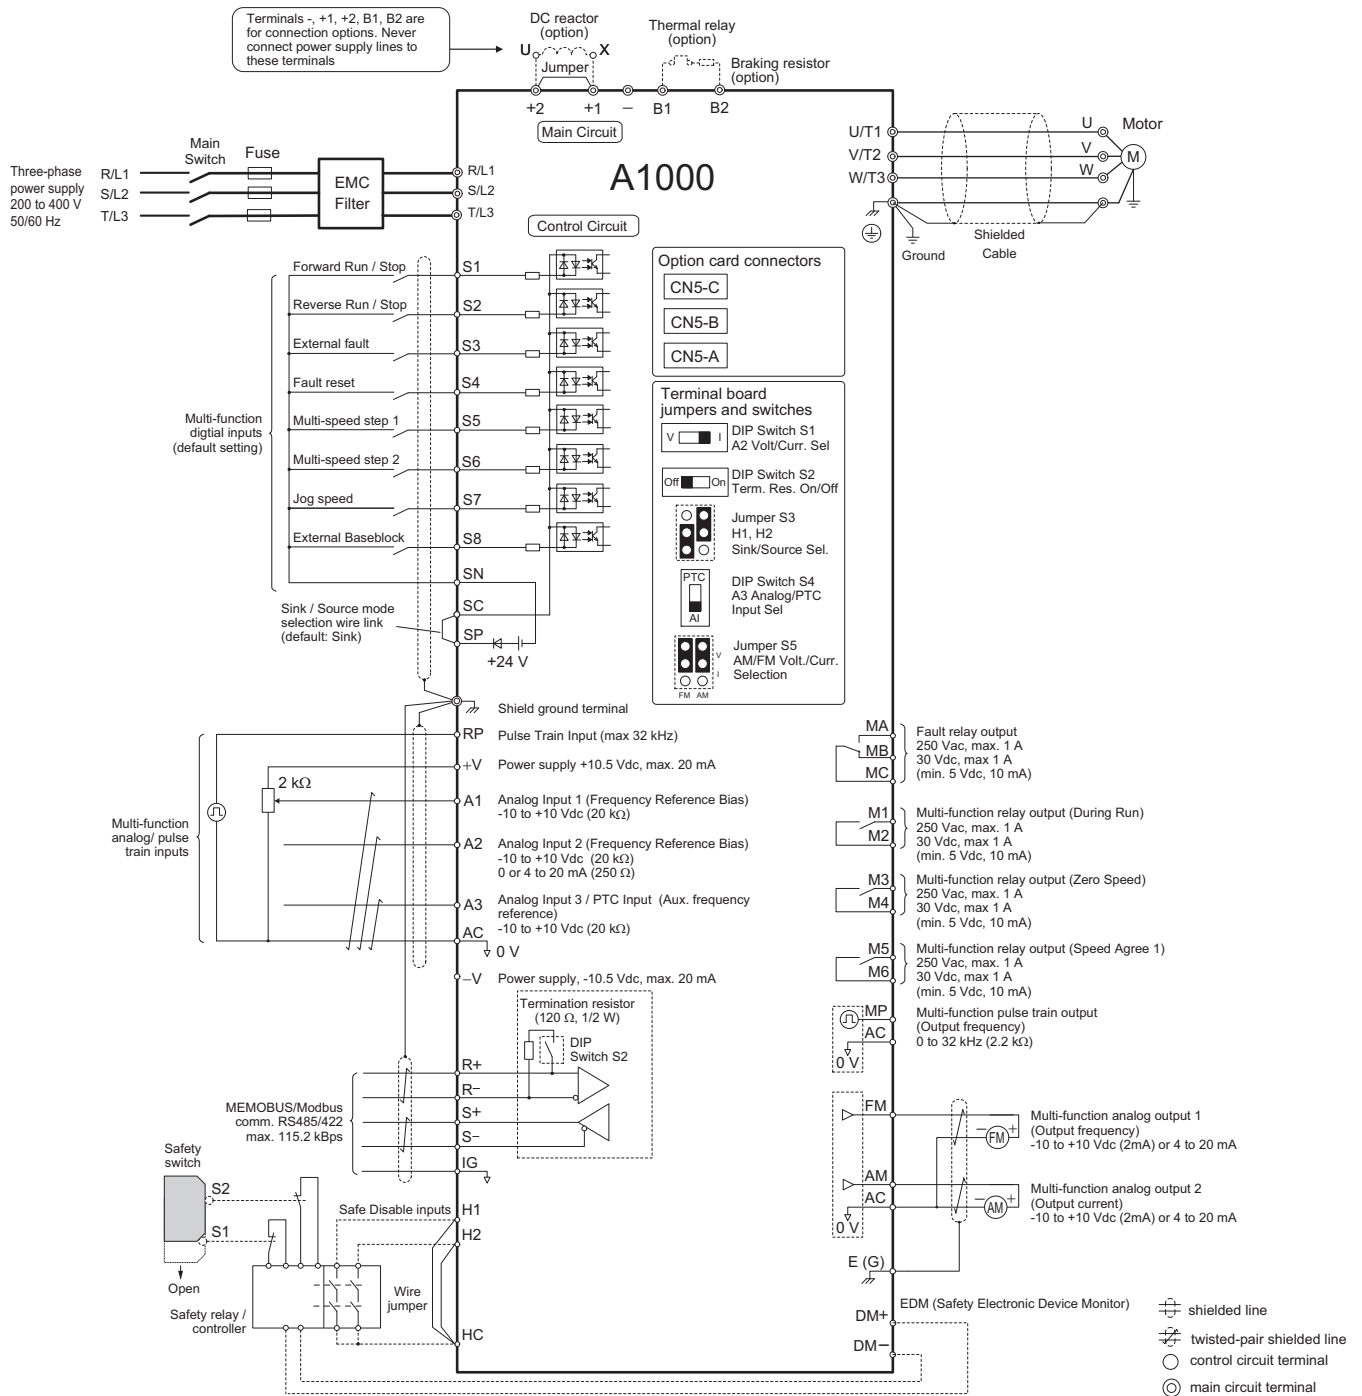 Terminals -, +1, +2, B1, B2 are
for connection options. Never
connect power supply lines to
these terminals
DC reactor
(option)
U X
Jumper
Thermal relay
(option)
Braking resistor
(option)
+2 +1 – B1 B2
Main Circuit
A1000
Three-phase
power supply
200 to 400 V
50/60 Hz
R/L1
S/L2
T/L3
Main
Switch
Fuse
EMC
Filter
R/L1
S/L2
T/L3
U/T1
V/T2
W/T3
U
V
W
Motor
M
Ground
Shielded
Cable
Control Circuit
Multi-function
digtial inputs
(default setting)
Forward Run / Stop S1
Reverse Run / Stop S2
External fault S3
Fault reset S4
Multi-speed step 1 S5
Multi-speed step 2 S6
Jog speed S7
External Baseblock S8
SN
SC
SP
+24 V
Sink / Source mode
selection wire link
(default: Sink)
Option card connectors
CN5-C
CN5-B
CN5-A
Terminal board
jumpers and switches
V I
DIP Switch S1
A2 Volt/Curr. Sel
Off On
DIP Switch S2
Term. Res. On/Off
Jumper S3
H1, H2
Sink/Source Sel.
PTC
AI
DIP Switch S4
A3 Analog/PTC
Input Sel
V
I
FM AM
Jumper S5
AM/FM Volt./Curr.
Selection
Shield ground terminal
Multi-function
analog/ pulse
train inputs
2 kΩ
RP Pulse Train Input (max 32 kHz)
+V Power supply +10.5 Vdc, max. 20 mA
A1 Analog Input 1 (Frequency Reference Bias)
-10 to +10 Vdc (20 kΩ)
A2 Analog Input 2 (Frequency Reference Bias)
-10 to +10 Vdc (20 kΩ)
0 or 4 to 20 mA (250 Ω)
A3 Analog Input 3 / PTC Input (Aux. frequency
reference)
-10 to +10 Vdc (20 kΩ)
AC
0 V
–V Power supply, -10.5 Vdc, max. 20 mA
Termination resistor
(120 Ω, 1/2 W)
DIP
Switch S2
MEMOBUS/Modbus
comm. RS485/422
max. 115.2 kBps
R+
R–
S+
S–
IG
Safety
switch
S2
S1
Open
Safety relay /
controller
Safe Disable inputs
Wire
jumper
H1
H2
HC
MA
MB
MC
Fault relay output
250 Vac, max. 1 A
30 Vdc, max 1 A
(min. 5 Vdc, 10 mA)
M1
M2
Multi-function relay output (During Run)
250 Vac, max. 1 A
30 Vdc, max 1 A
(min. 5 Vdc, 10 mA)
M3
M4
Multi-function relay output (Zero Speed)
250 Vac, max. 1 A
30 Vdc, max 1 A
(min. 5 Vdc, 10 mA)
M5
M6
Multi-function relay output (Speed Agree 1)
250 Vac, max. 1 A
30 Vdc, max 1 A
(min. 5 Vdc, 10 mA)
MP
AC
0 V
Multi-function pulse train output
(Output frequency)
0 to 32 kHz (2.2 kΩ)
FM
– FM +
Multi-function analog output 1
(Output frequency)
-10 to +10 Vdc (2mA) or 4 to 20 mA
AM
AC
0 V
– AM +
Multi-function analog output 2
(Output current)
-10 to +10 Vdc (2mA) or 4 to 20 mA
E (G)
EDM (Safety Electronic Device Monitor)
DM+
DM–
shielded line
twisted-pair shielded line
control circuit terminal
main circuit terminal